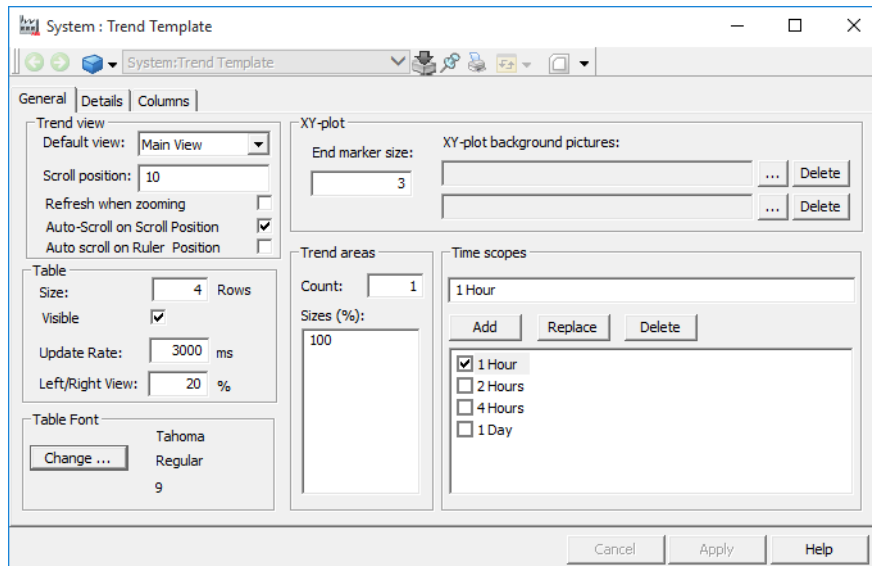 System : Trend Template
System:Trend Template
General Details Columns
Trend view
Default view: Main View
Scroll position: 10
Refresh when zooming
Auto-Scroll on Scroll Position
Auto scroll on Ruler Position
Table
Size: 4 Rows
Visible
Update Rate: 3000 ms
Left/Right View: 20 %
Table Font
Change ...
Tahoma
Regular
9
XY-plot
End marker size:
3
XY-plot background pictures:
... Delete
... Delete
Trend areas
Count: 1
Sizes (%):
100
Time scopes
1 Hour
Add Replace Delete
1 Hour
2 Hours
4 Hours
1 Day
Cancel Apply Help